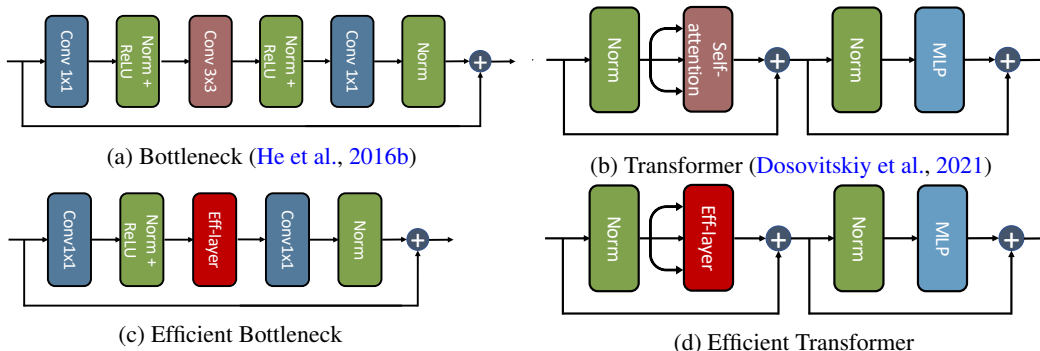 Conv 1x1
Norm +
ReLU
Conv 3x3
Norm +
ReLU
Conv 1x1
Norm
+
(a) Bottleneck (He et al., 2016b)
Norm
Self-
attention
+
Norm
MLP
+
(b) Transformer (Dosovitskiy et al., 2021)
Conv1x1
Norm +
ReLU
Eff-layer
Conv1x1
Norm
+
(c) Efficient Bottleneck
Norm
Eff-layer
+
Norm
MLP
+
(d) Efficient Transformer